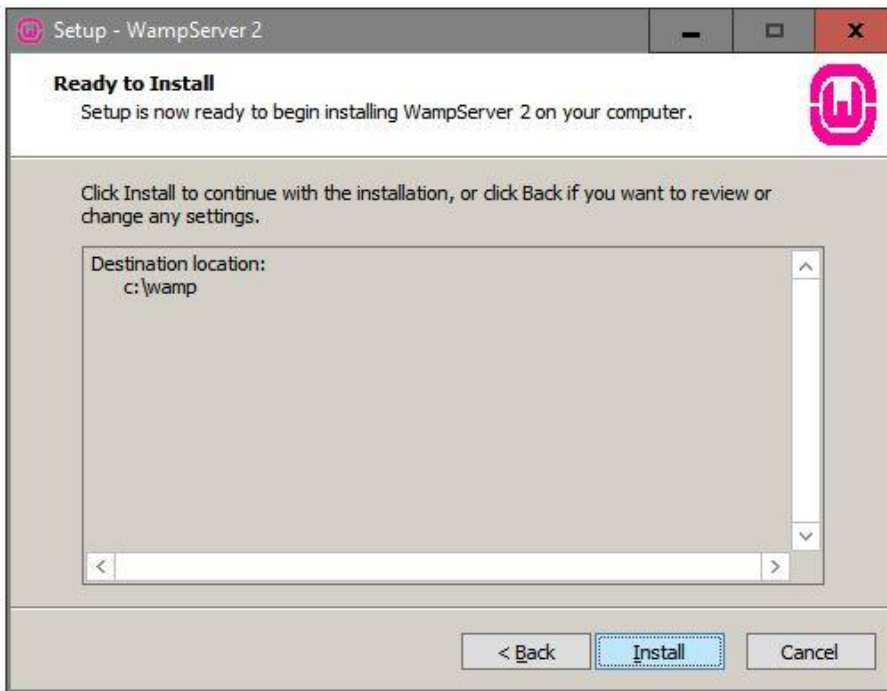 Setup - WampServer 2
Ready to Install
Setup is now ready to begin installing WampServer 2 on your computer.
Click Install to continue with the installation, or click Back if you want to review or
change any settings.
Destination location:
c:\wamp
< Back Install Cancel